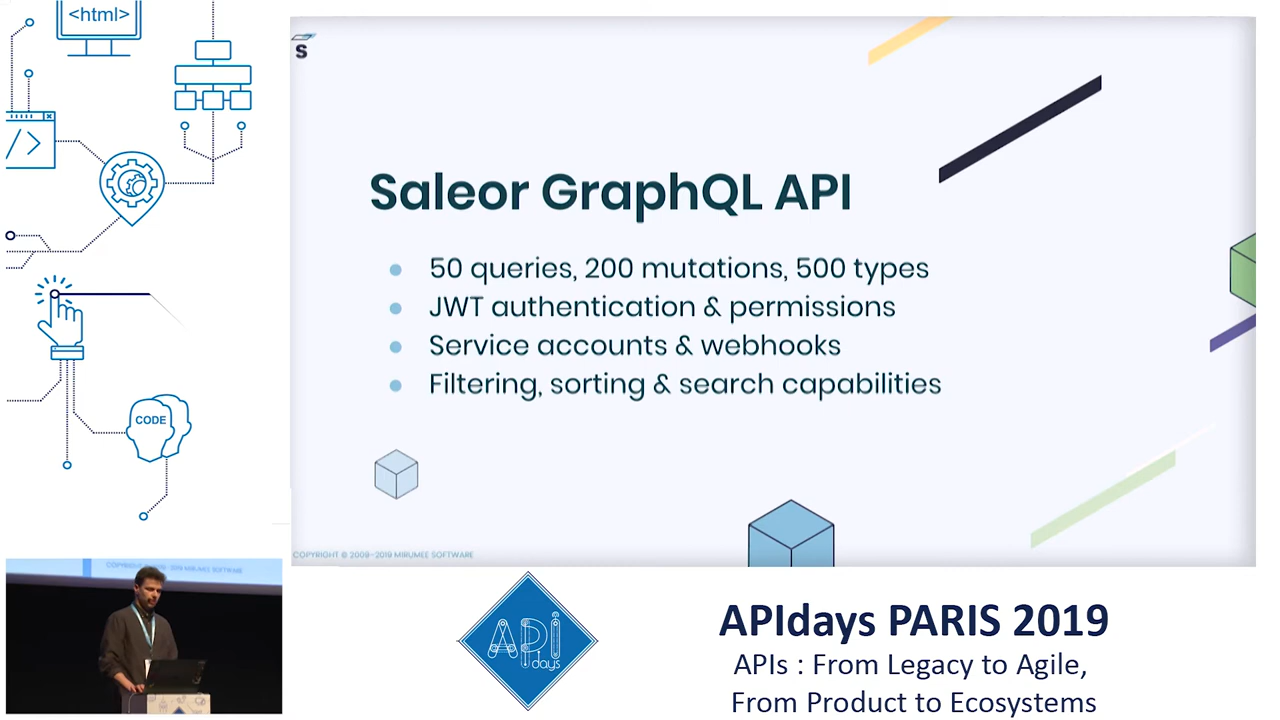 <html>
/>
CODE
S
Saleor GraphQL API
50 queries, 200 mutations, 500 types
JWT authentication & permissions
Service accounts & webhooks
Filtering, sorting & search capabilities
COPYRIGHT © 2009–2019 MIRUMEE SOFTWARE
API
days
APIdays PARIS 2019
APIs : From Legacy to Agile,
From Product to Ecosystems